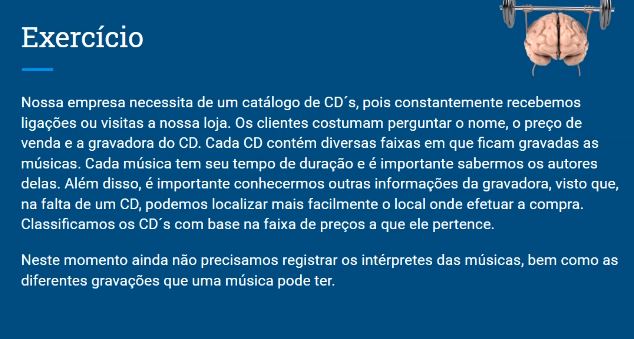 Exercício
Nossa empresa necessita de um catálogo de CD´s, pois constantemente recebemos
ligações ou visitas a nossa loja. Os clientes costumam perguntar o nome, o preço de
venda e a gravadora do CD. Cada CD contém diversas faixas em que ficam gravadas as
músicas. Cada música tem seu tempo de duração e é importante sabermos os autores
delas. Além disso, é importante conhecermos outras informações da gravadora, visto que,
na falta de um CD, podemos localizar mais facilmente o local onde efetuar a compra.
Classificamos os CD´s com base na faixa de preços a que ele pertence.
Neste momento ainda não precisamos registrar os intérpretes das músicas, bem como as
diferentes gravações que uma música pode ter.